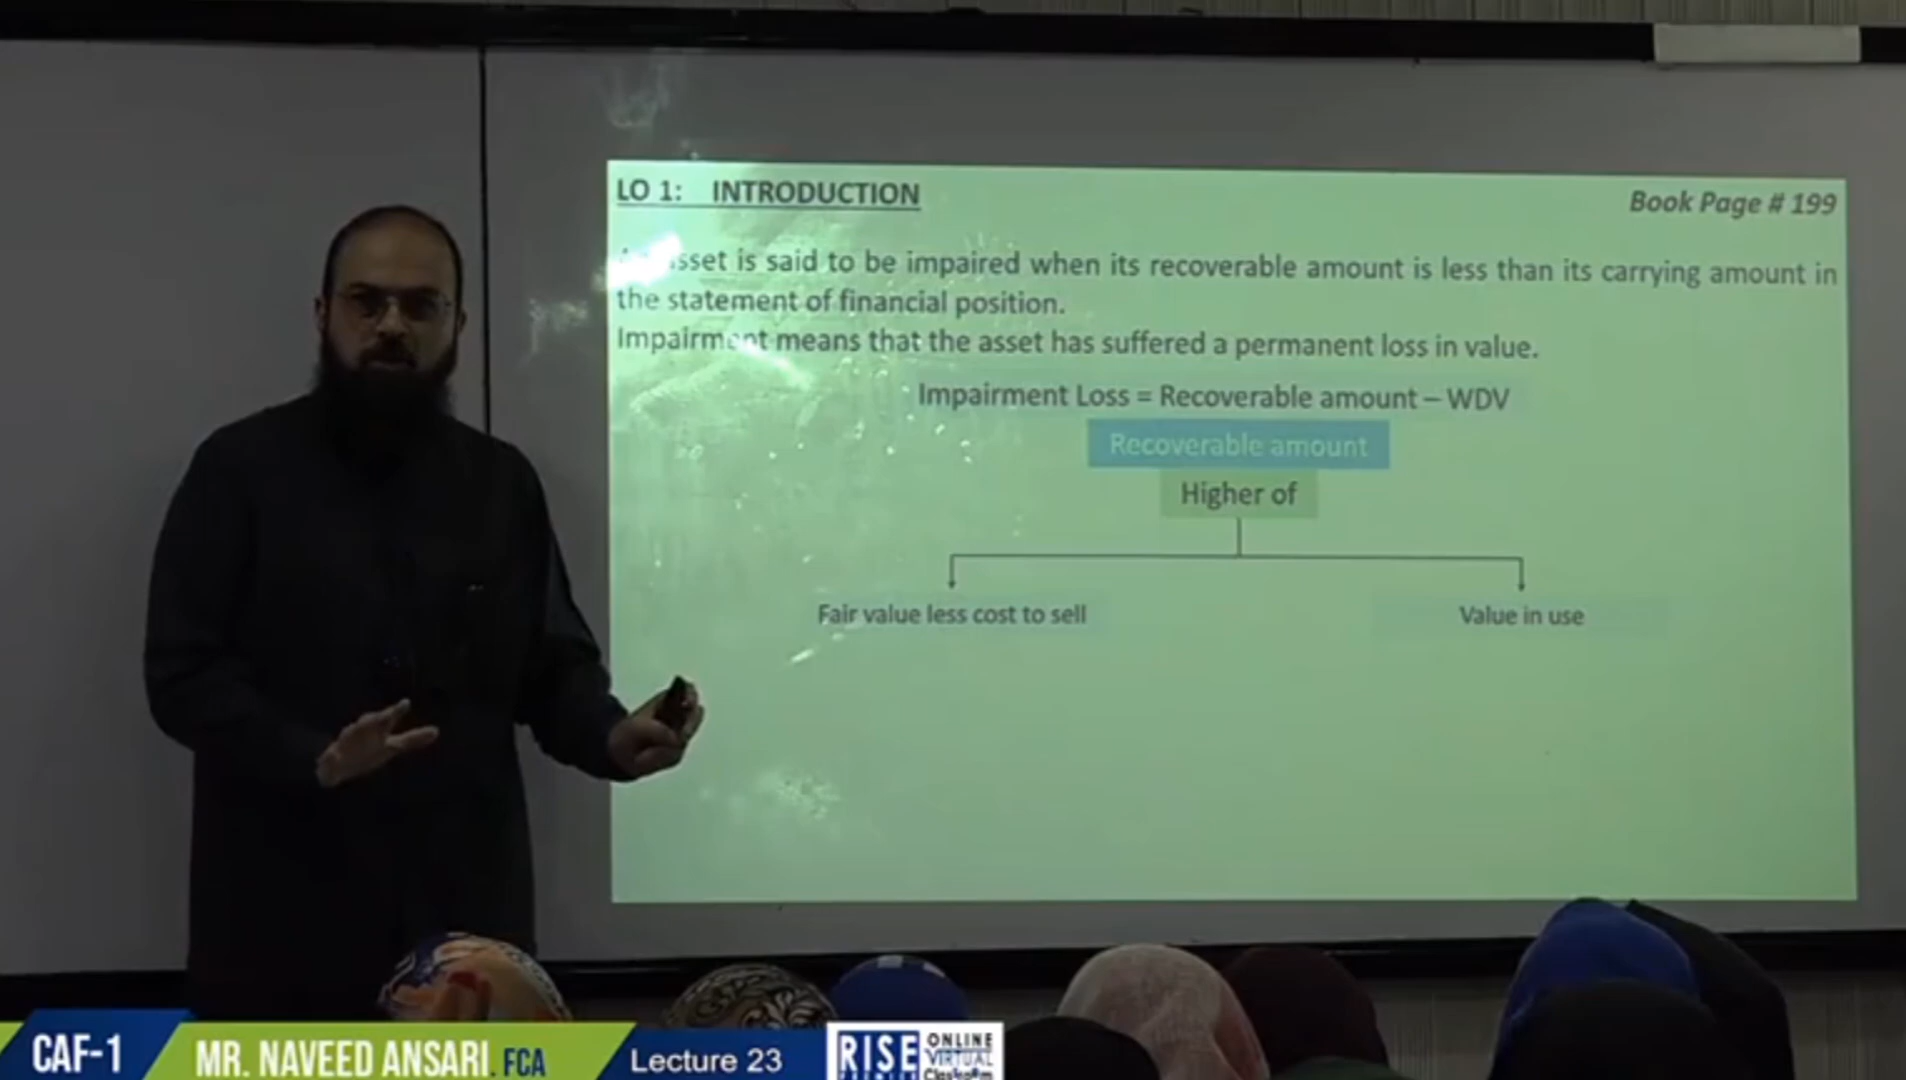 LO 1: INTRODUCTION
Book Page # 199
asset is said to be impaired when its recoverable amount is less than its carrying amount in
the statement of financial position.
Impairment means that the asset has suffered a permanent loss in value.
Impairment Loss = Recoverable amount – WDV
Recoverable amount
Higher of
Fair value less cost to sell
Value in use
CAF-1
MR. NAVEED ANSARI. FCA
Lecture 23
RISE
PREMIER
ONLINE
VIRTUAL
Classroom